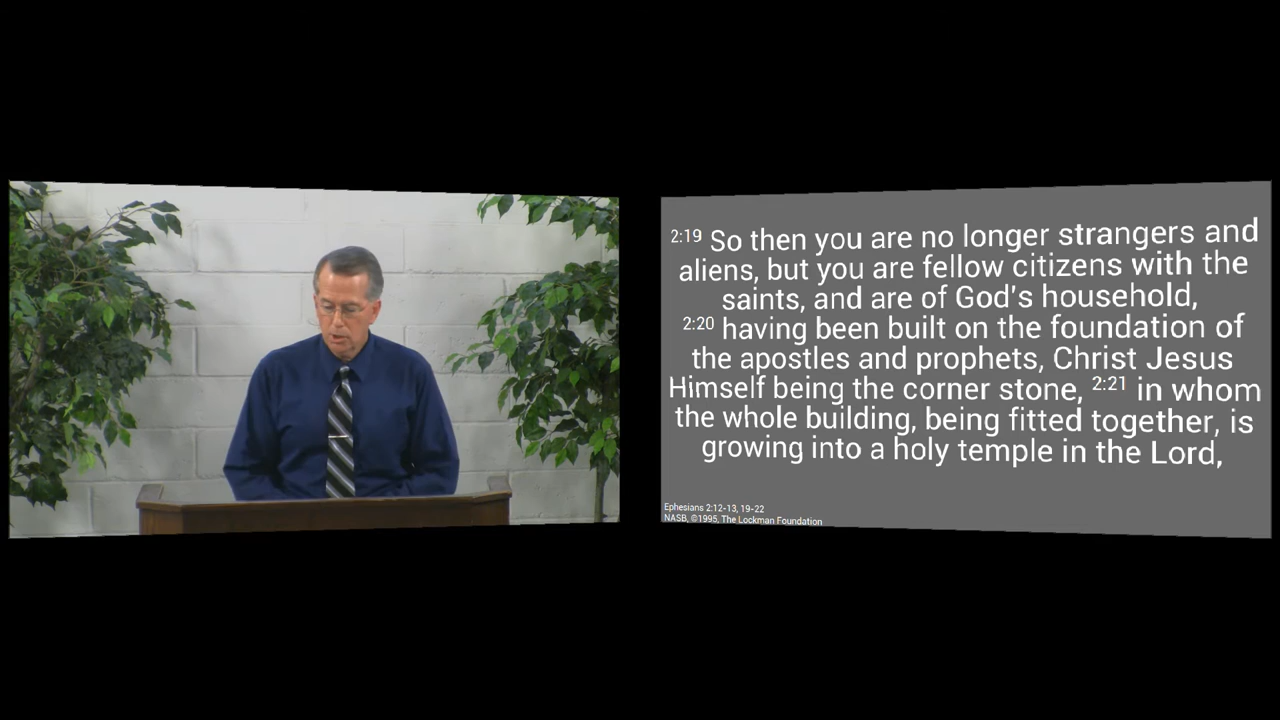 2:19 So then you are no longer strangers and
aliens, but you are fellow citizens with the
saints, and are of God's household,
2:20 having been built on the foundation of
the apostles and prophets, Christ Jesus
Himself being the corner stone, 2:21 in whom
the whole building, being fitted together, is
growing into a holy temple in the Lord,
Ephesians 2:12-13, 19-22
NASB, ©1995, The Lockman Foundation